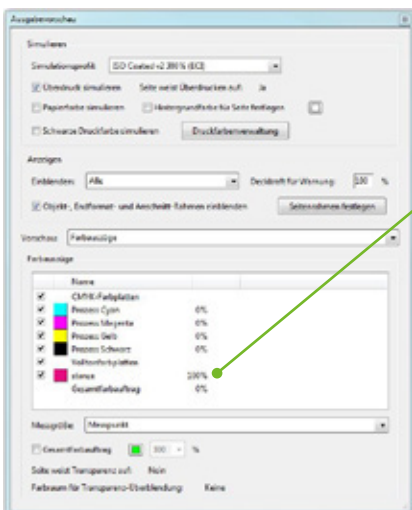 Ausgabevorschau
Simulieren
Simulationsprofil: ISO Coated v2 300% (ECI)
Überdruck simulieren Seite weist Überdrucken auf: Ja
Papierfarbe simulieren Hintergrundfarbe für Seite festlegen
Schwarze Druckfarbe simulieren Druckfarbenverwaltung
Anzeigen
Einblenden: Alle Deckkraft für Warnung: 100 %
Objekt-, Endformat- und Anschnitt-Rahmen einblenden Seitenrahmen festlegen
Vorschau: Farbauszüge
Farbauszüge
Name
CMYK-Farbplatten
Prozess Cyan 0%
Prozess Magenta 0%
Prozess Gelb 0%
Prozess Schwarz 0%
Volltonfarbplatten
stanze 100%
Gesamtfarbauftrag 0%
Messgröße: Messpunkt
Gesamtfarbauftrag 300 %
Seite weist Transparenz auf: Nein
Farbraum für Transparenz-Überblendung: Keine